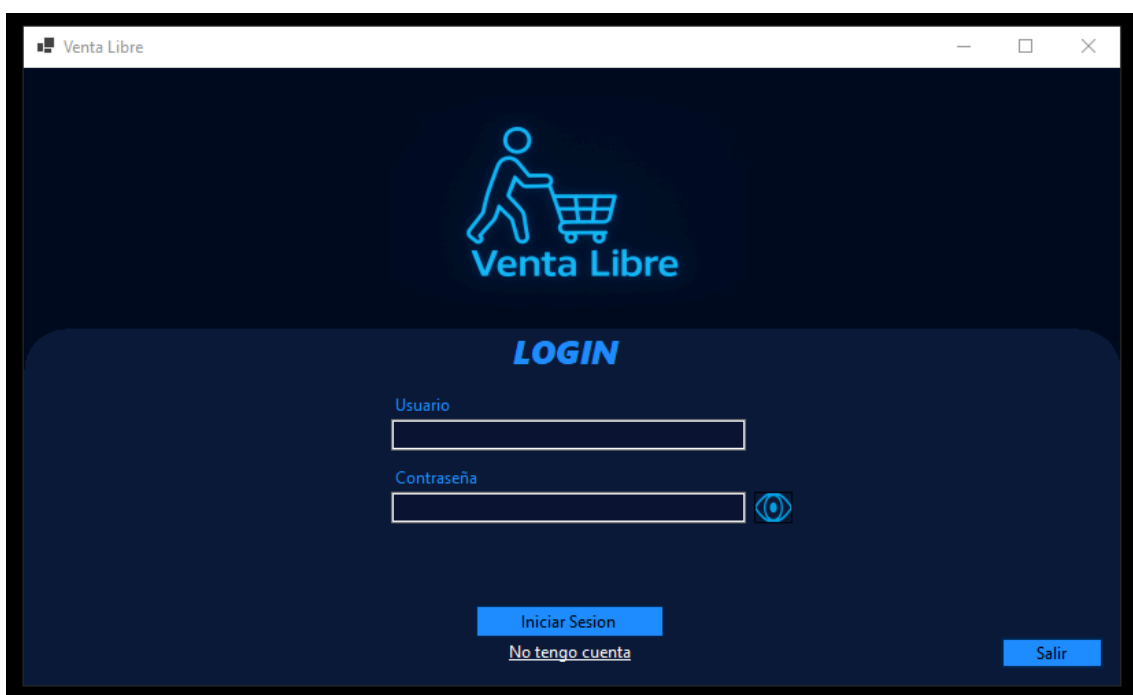 Venta Libre
Venta Libre
LOGIN
Usuario
Contraseña
Iniciar Sesion
No tengo cuenta
Salir